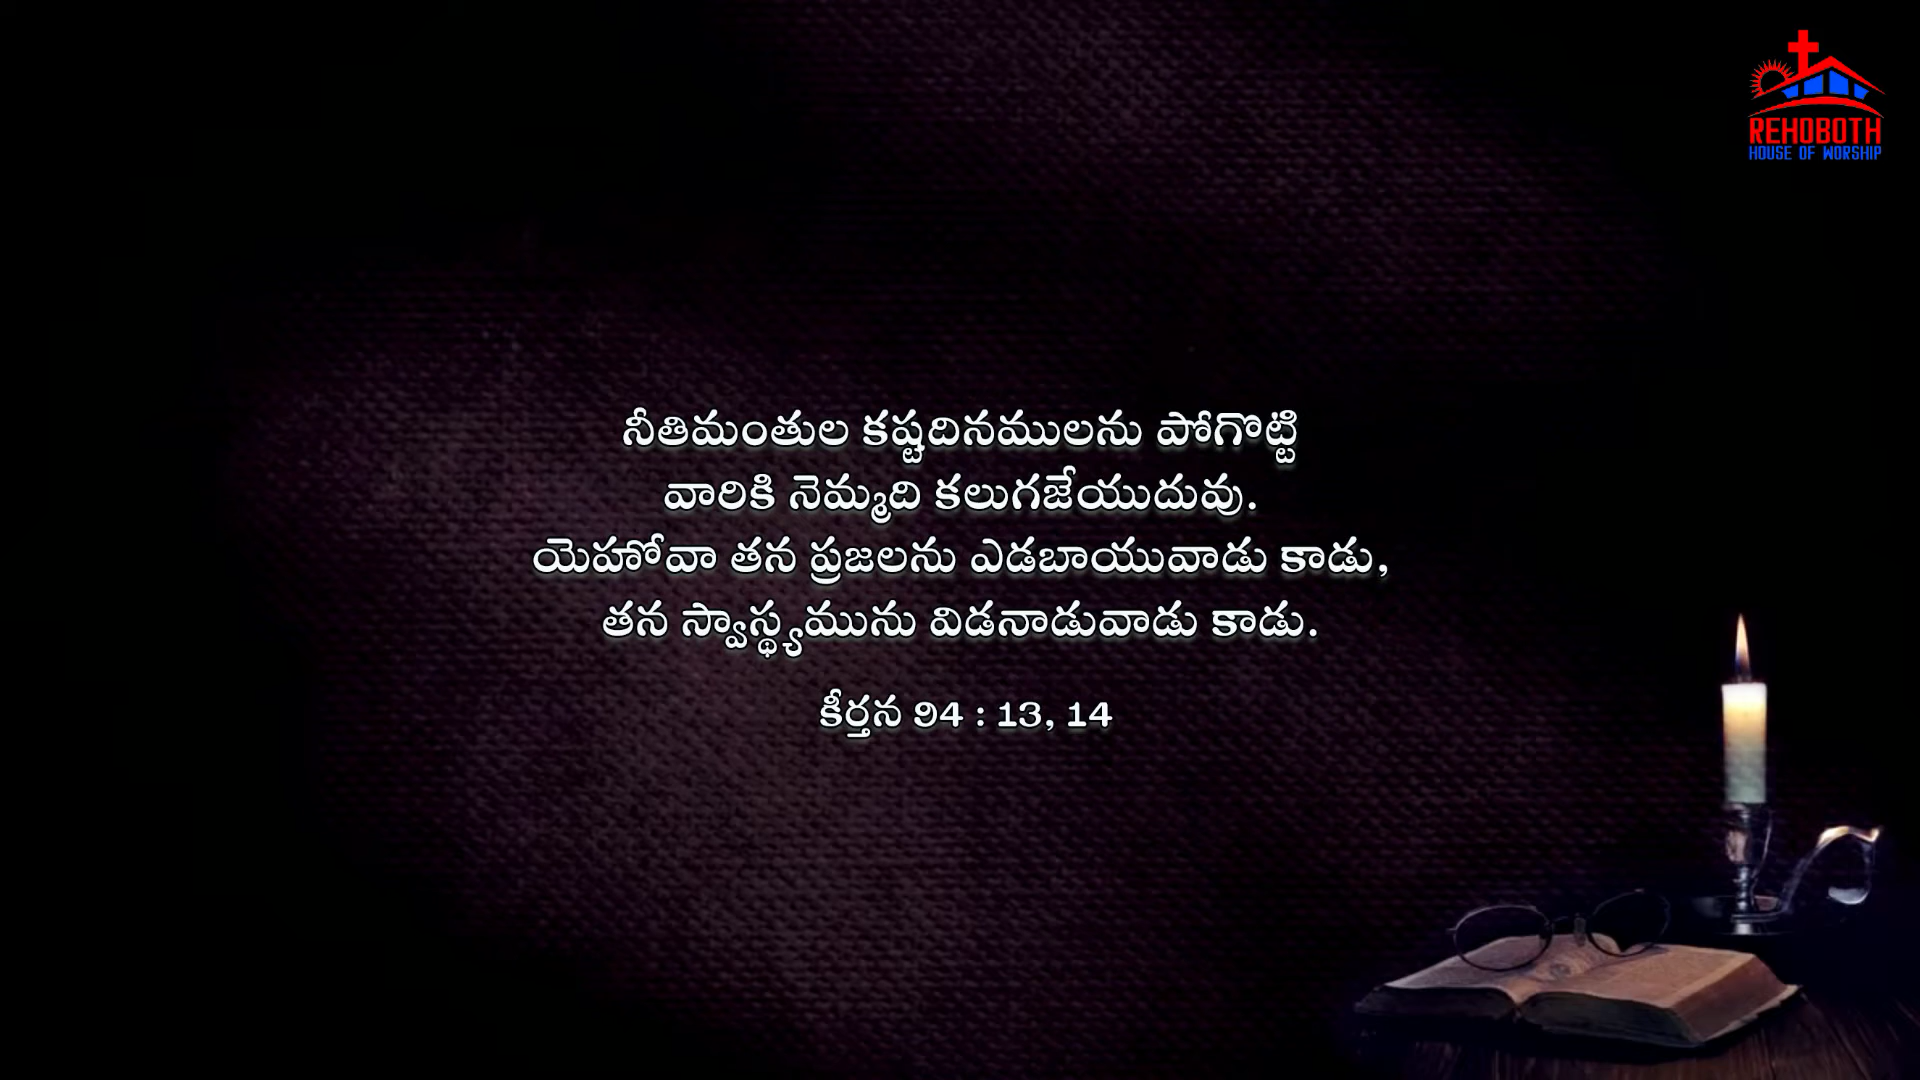 REHOBOTH
HOUSE OF WORSHIP
నీతిమంతుల కష్టదినములను పోగొట్టి
వారికి నెమ్మది కలుగజేయుదువు.
యెహోవా తన ప్రజలను ఎడబాయువాడు కాడు,
తన స్వాస్థ్యమును విడనాడువాడు కాడు.
కీర్తన 94 : 13, 14